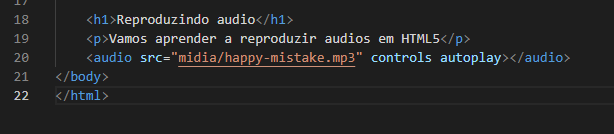 18 <h1>Reproduzindo audio</h1>
19 <p>Vamos aprender a reproduzir audios em HTML5</p>
20 <audio src="midia/happy-mistake.mp3" controls autoplay></audio>
21 </body>
22 </html>